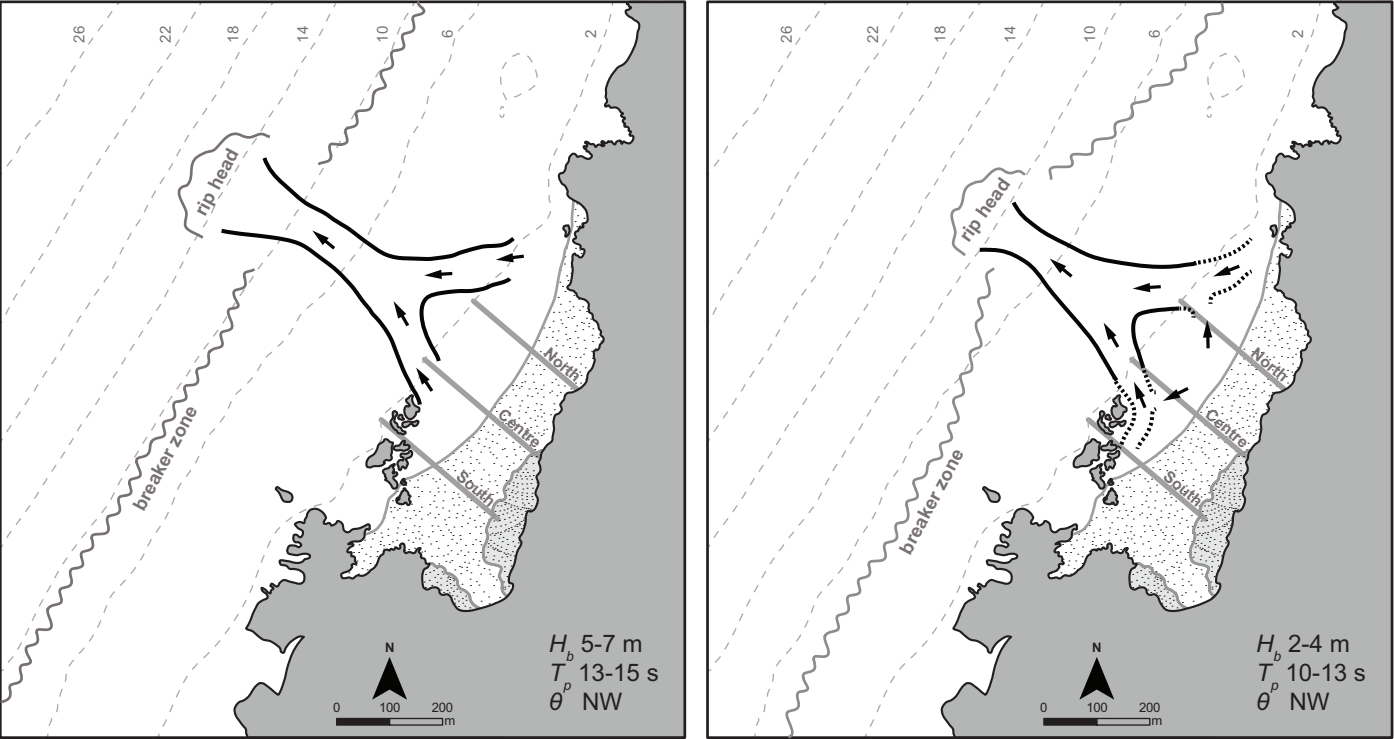 26 22 18 14 10 6 2
rip head
breaker zone
North
Centre
South
N
0 100 200
m
H_b 5-7 m
T_p 13-15 s
θ NW
26 22 18 14 10 6 2
rip head
breaker zone
North
Centre
South
N
0 100 200
m
H_b 2-4 m
T_p 10-13 s
θ NW